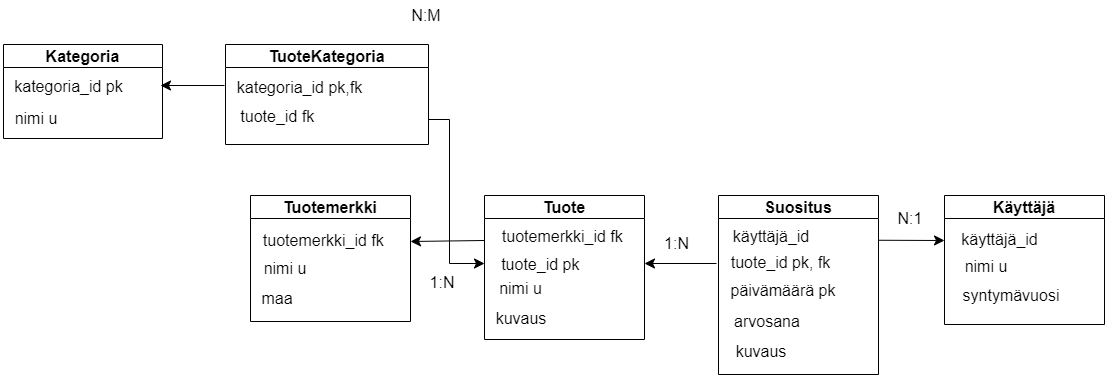 N:M
Kategoria
kategoria_id pk
nimi u
TuoteKategoria
kategoria_id pk,fk
tuote_id fk
Tuotemerkki
tuotemerkki_id fk
nimi u
maa
1:N
Tuote
tuotemerkki_id fk
tuote_id pk
nimi u
kuvaus
1:N
Suositus
käyttäjä_id
tuote_id pk, fk
päivämäärä pk
arvosana
kuvaus
N:1
Käyttäjä
käyttäjä_id
nimi u
syntymävuosi